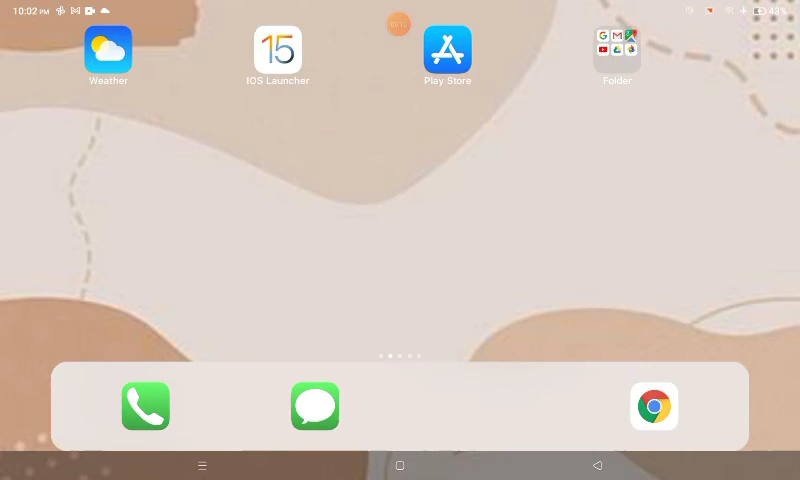 10:02 PM
43%
15
Weather
IOS Launcher
Play Store
Folder